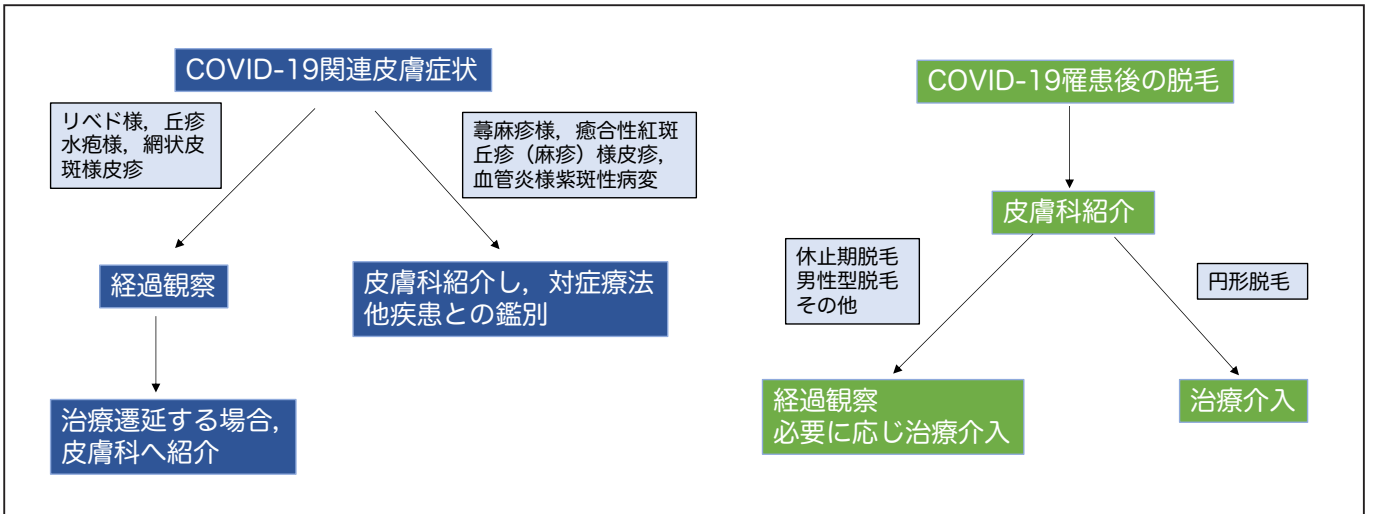 COVID-19関連皮膚症状
リベド様，丘疹
水疱様，網状皮
斑様皮疹
蕁麻疹様，癒合性紅斑
丘疹（麻疹）様皮疹，
血管炎様紫斑性病変
経過観察
皮膚科紹介し，対症療法
他疾患との鑑別
治療遷延する場合，
皮膚科へ紹介
COVID-19罹患後の脱毛
皮膚科紹介
休止期脱毛
男性型脱毛
その他
円形脱毛
経過観察
必要に応じ治療介入
治療介入